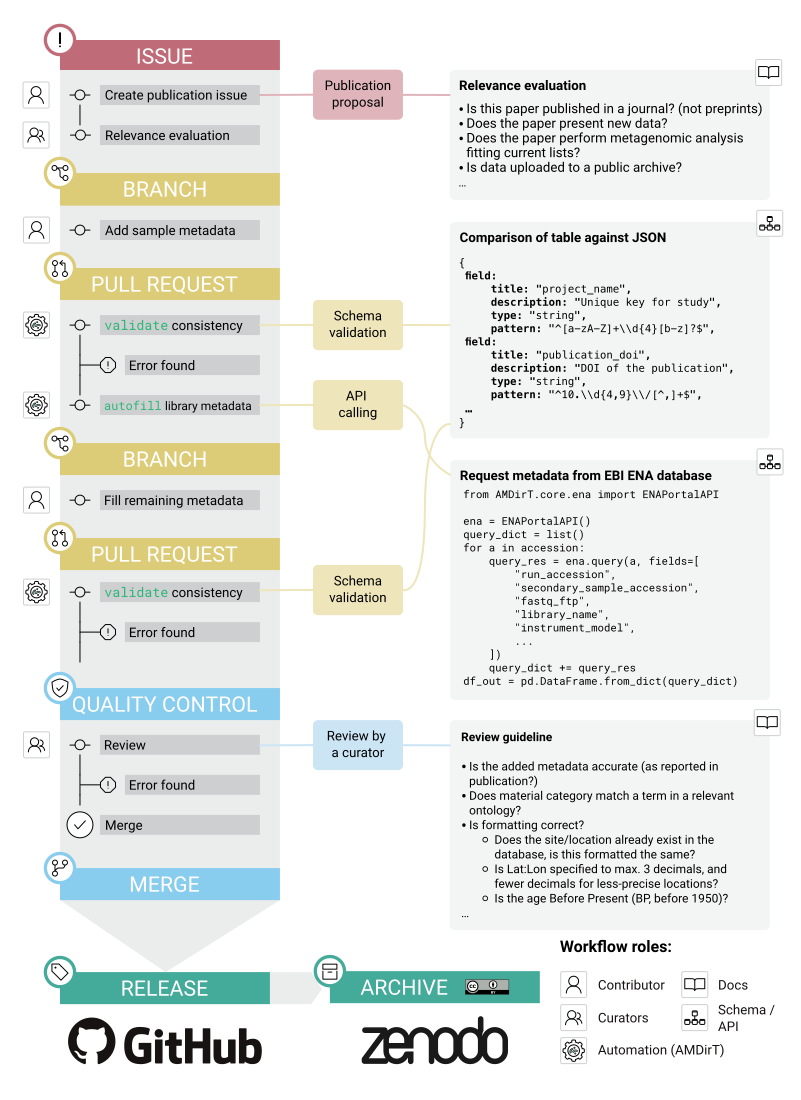 ISSUE
Create publication issue
Relevance evaluation
Publication
proposal
Relevance evaluation
• Is this paper published in a journal? (not preprints)
• Does the paper present new data?
• Does the paper perform metagenomic analysis
fitting current lists?
• Is data uploaded to a public archive?
...
BRANCH
Add sample metadata
PULL REQUEST
validate consistency
Error found
autofill library metadata
Schema
validation
API
calling
Comparison of table against JSON
{
field:
title: "project_name",
description: "Unique key for study",
type: "string",
pattern: "^[a-zA-Z]+\\d{4}[b-z]?$",
field:
title: "publication_doi",
description: "DOI of the publication",
type: "string",
pattern: "^10.\\d{4,9}\\/[^,]+$",
...
}
BRANCH
Fill remaining metadata
PULL REQUEST
validate consistency
Error found
Schema
validation
Request metadata from EBI ENA database
from AMDirT.core.ena import ENAPortalAPI
ena = ENAPortalAPI()
query_dict = list()
for a in accession:
query_res = ena.query(a, fields=[
"run_accession",
"secondary_sample_accession",
"fastq_ftp",
"library_name",
"instrument_model",
...
])
query_dict += query_res
df_out = pd.DataFrame.from_dict(query_dict)
QUALITY CONTROL
Review
Error found
Merge
Review by
a curator
Review guideline
• Is the added metadata accurate (as reported in
publication?)
• Does material category match a term in a relevant
ontology?
• Is formatting correct?
o Does the site/location already exist in the
database, is this formatted the same?
o Is Lat:Lon specified to max. 3 decimals, and
fewer decimals for less-precise locations?
o Is the age Before Present (BP, before 1950)?
...
MERGE
RELEASE
GitHub
ARCHIVE
cc
BY
zenodo
Workflow roles:
Contributor
Docs
Curators
Schema /
API
Automation (AMDirT)